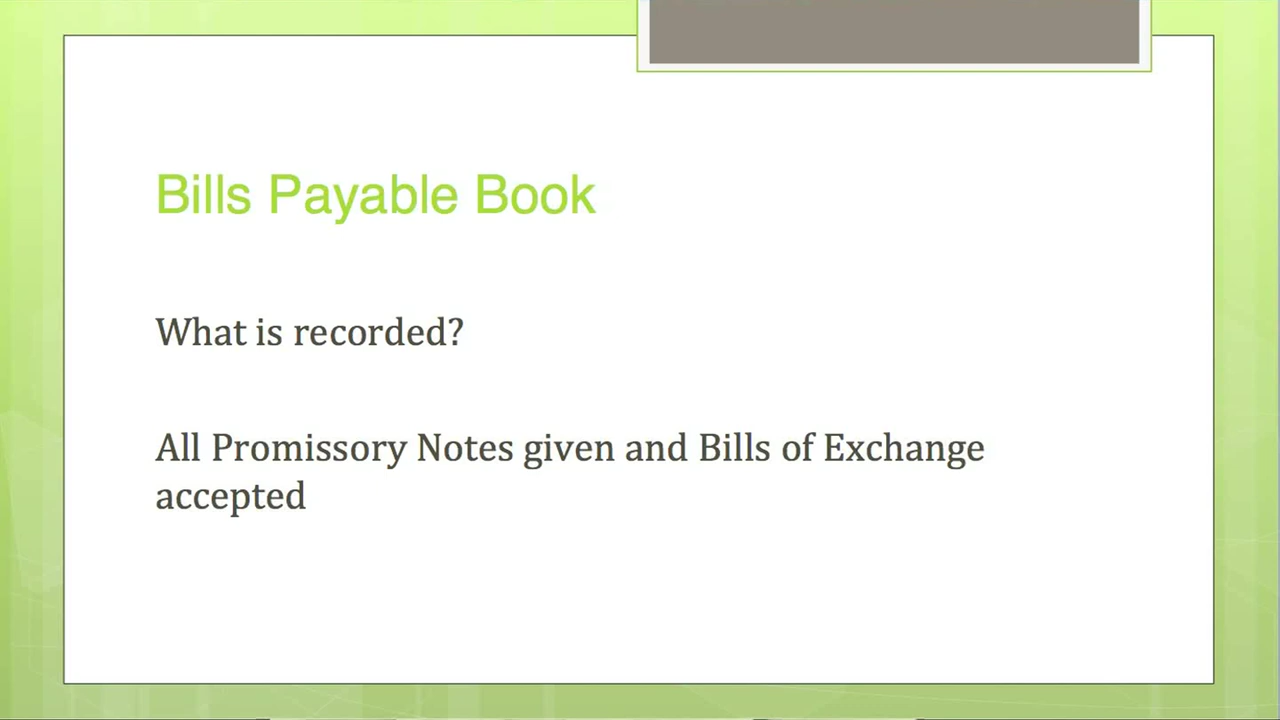 Bills Payable Book
What is recorded?
All Promissory Notes given and Bills of Exchange
accepted